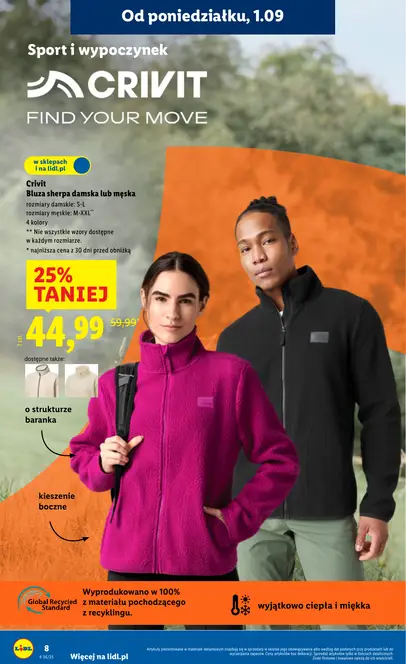 Od poniedziałku, 1.09
Sport i wypoczynek
CRIVIT
FIND YOUR MOVE
w sklepach
i na lidl.pl
Crivit
Bluza sherpa damska lub męska
rozmiary damskie: S-L
rozmiary męskie: M-XXL**
4 kolory
** Nie wszystkie wzory dostępne
w każdym rozmiarze.
* najniższa cena z 30 dni przed obniżką
25%
TANIEJ
59,99*
44,99
1 szt.
dostępne także:
o strukturze
baranka
kieszenie
boczne
Global Recycled
Standard
Wyprodukowano w 100%
z materiału pochodzącego
z recyklingu.
wyjątkowo ciepła i miękka
LIDL
8
Więcej na lidl.pl